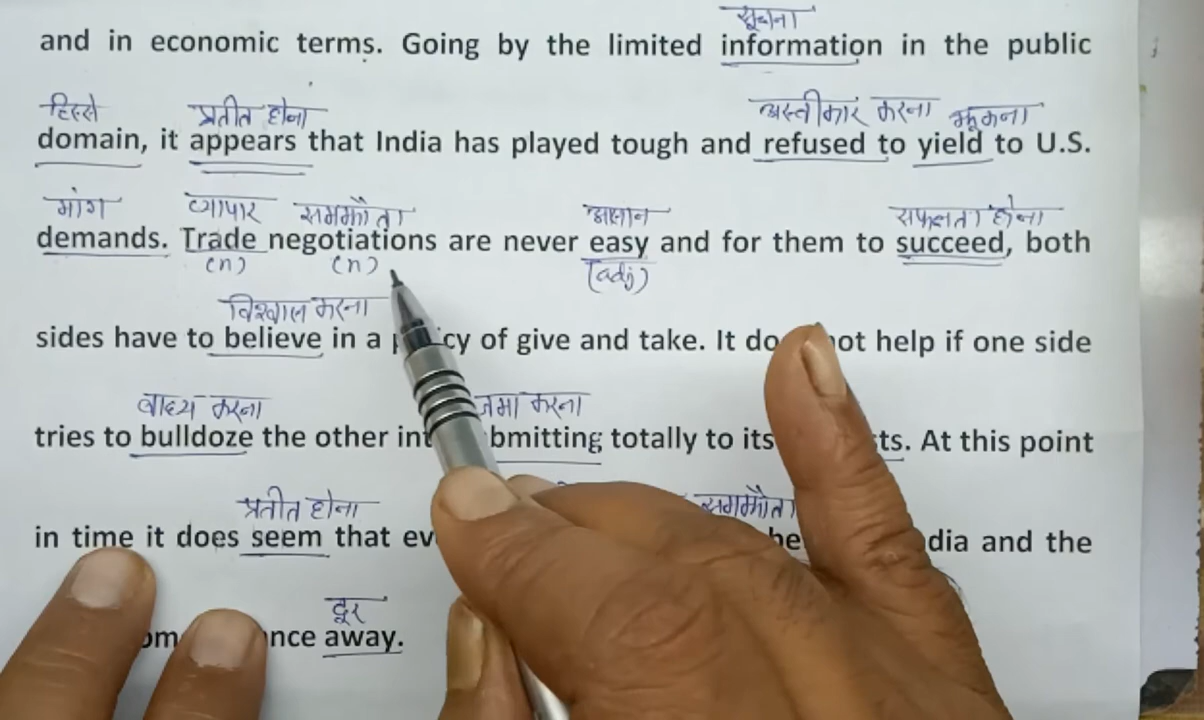 सूचना
and in economic terms. Going by the limited information in the public
हिस्से प्रतीत होना अस्वीकार करना झुकना
domain, it appears that India has played tough and refused to yield to U.S.
मांग व्यापार समझौता आसान सफलता होना
demands. Trade negotiations are never easy and for them to succeed, both
(n) (n) (adj)
विश्वास करना
sides have to believe in a cy of give and take. It do not help if one side
बाध्य करना जमा करना
tries to bulldoze the other int bmitting totally to its ts. At this point
प्रतीत होना समझौता
in time it does seem that ev be dia and the
दूर
om nce away.